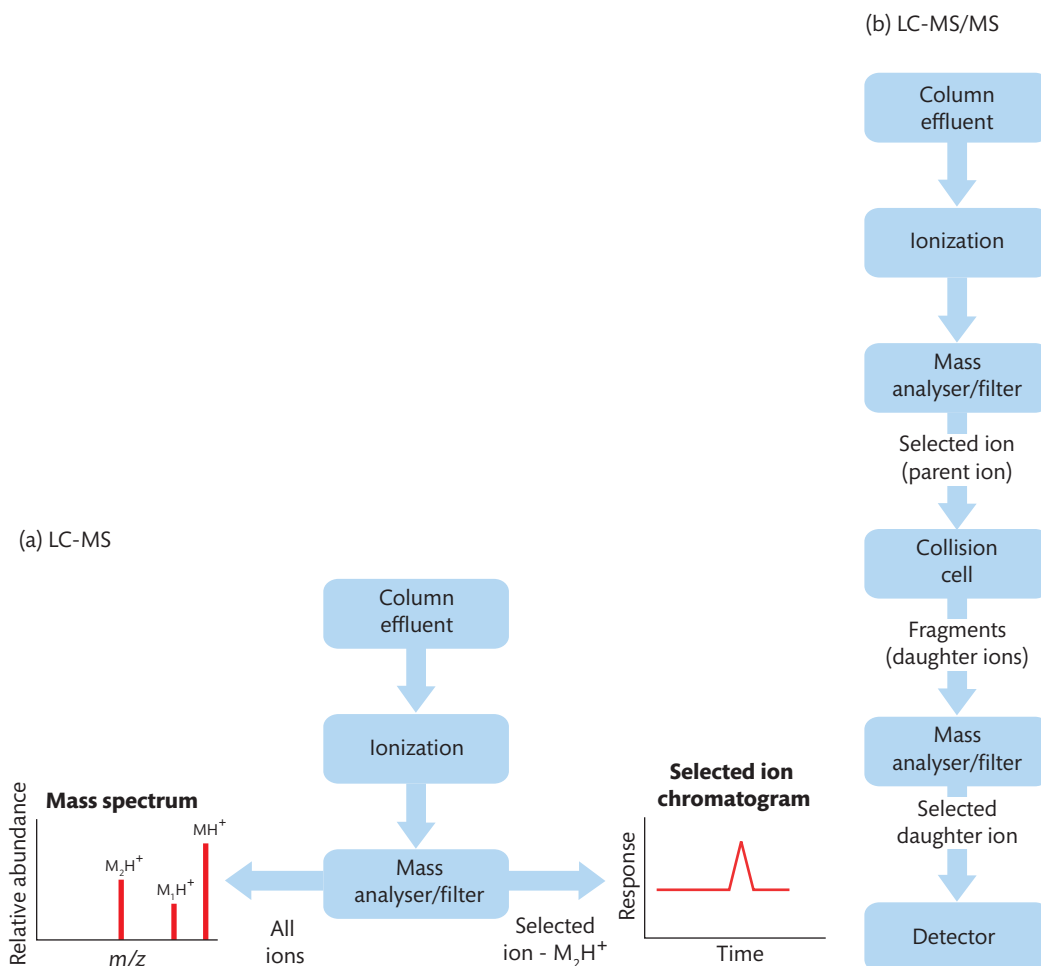 (b) LC-MS/MS
Column
effluent
Ionization
Mass
analyser/filter
Selected ion
(parent ion)
Collision
cell
Fragments
(daughter ions)
Mass
analyser/filter
Selected
daughter ion
Detector
(a) LC-MS
Column
effluent
Ionization
Mass
analyser/filter
Mass spectrum
Relative abundance
M₂H⁺
M₁H⁺
MH⁺
m/z
All
ions
Selected
ion - M₂H⁺
Selected ion
chromatogram
Response
Time